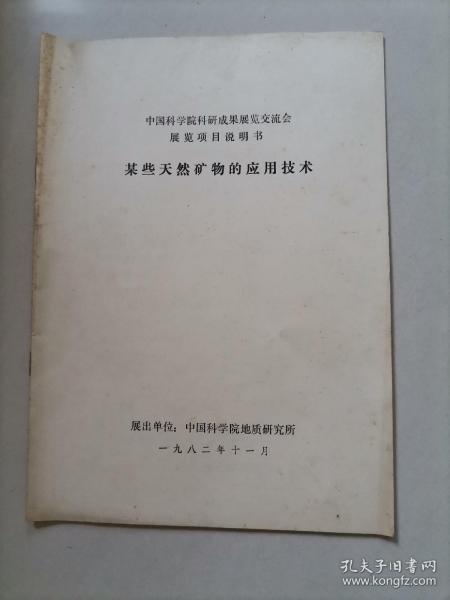 中国科学院科研成果展览交流会
展览项目说明书
某些天然矿物的应用技术
展出单位：中国科学院地质研究所
一九八二年十一月
孔夫子旧书网
www.kongfz.com